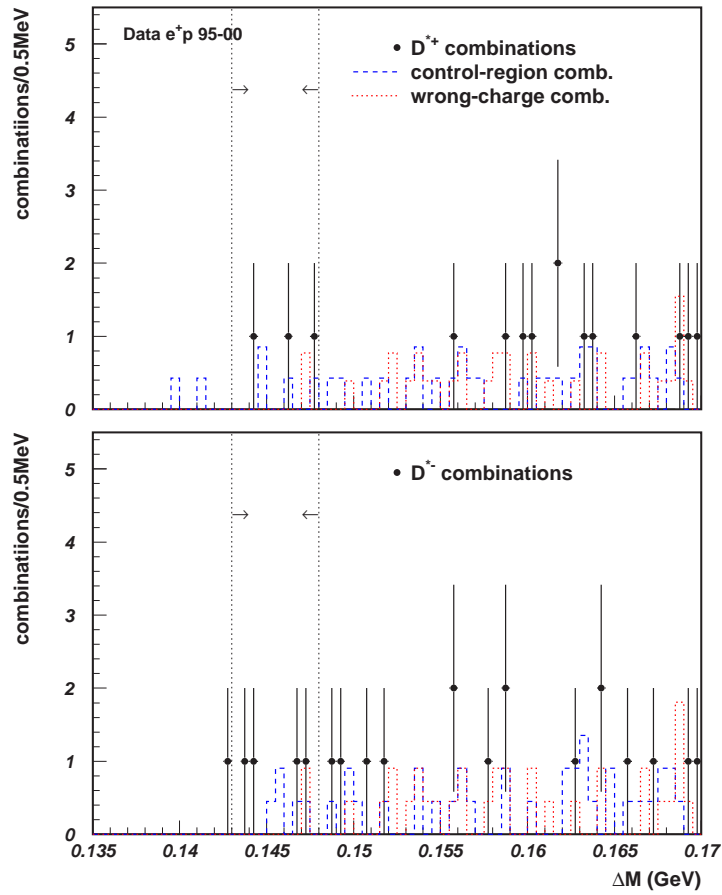 Data e+p 95-00
D*+ combinations
control-region comb.
wrong-charge comb.
combinatiions/0.5MeV
5
4
3
2
1
0
D*- combinations
combinatiions/0.5MeV
5
4
3
2
1
0
0.135 0.14 0.145 0.15 0.155 0.16 0.165 0.17
ΔM (GeV)